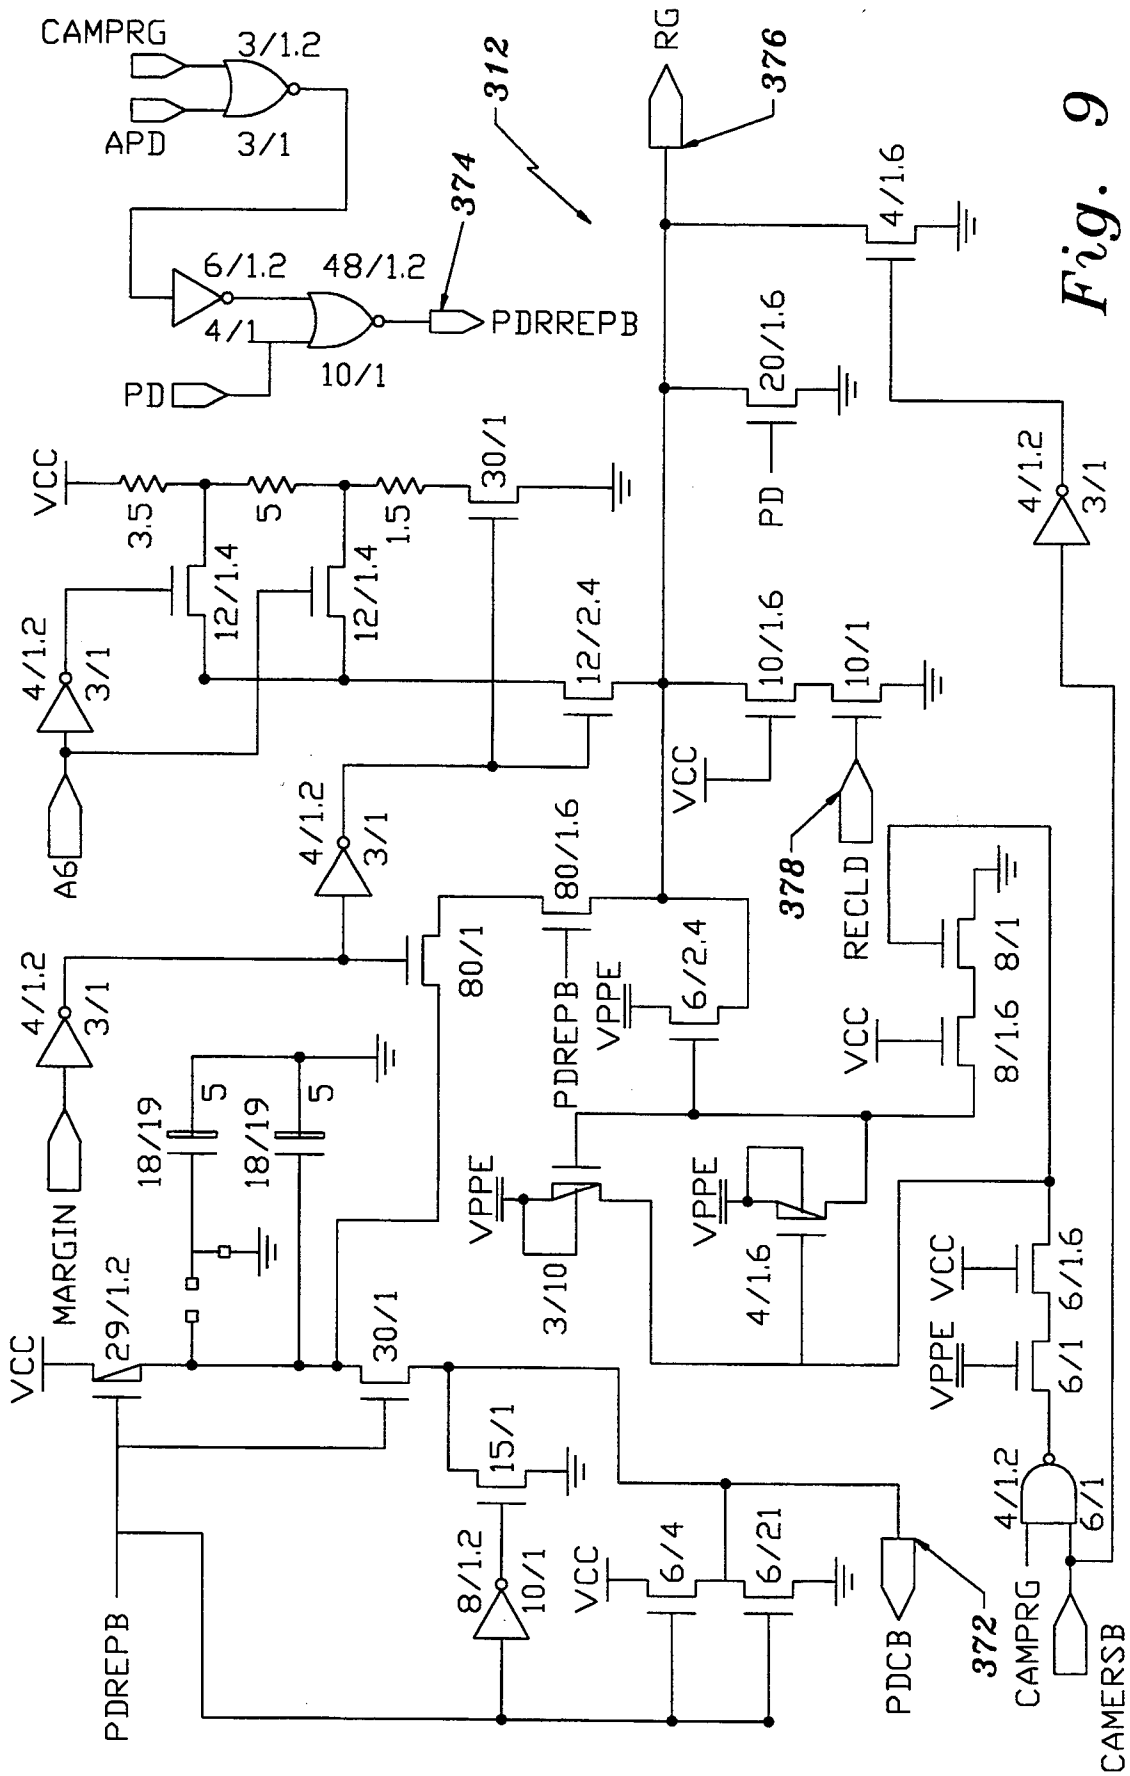 CAMPRG
3/1.2
APD
3/1
6/1.2
4/1
48/1.2
10/1
PD
PDRREPB
374
312
RG
376
VCC
3.5
5
1.5
30/1
12/1.4
12/1.4
4/1.2
3/1
A6
12/2.4
4/1.2
3/1
MARGIN
4/1.2
3/1
80/1
80/1.6
PDREPB
VPPE
6/2.4
VCC
10/1.6
10/1
RECLD
378
PD
20/1.6
4/1.6
4/1.2
3/1
18/19
5
18/19
5
VCC
29/1.2
30/1
PDREPB
15/1
8/1.2
10/1
VCC
6/4
6/21
PDCB
372
VPPE
3/10
VPPE
4/1.6
VCC
8/1.6
8/1
VCC
6/1.6
VPPE
6/1
4/1.2
6/1
CAMPRG
CAMERSB
Fig. 9